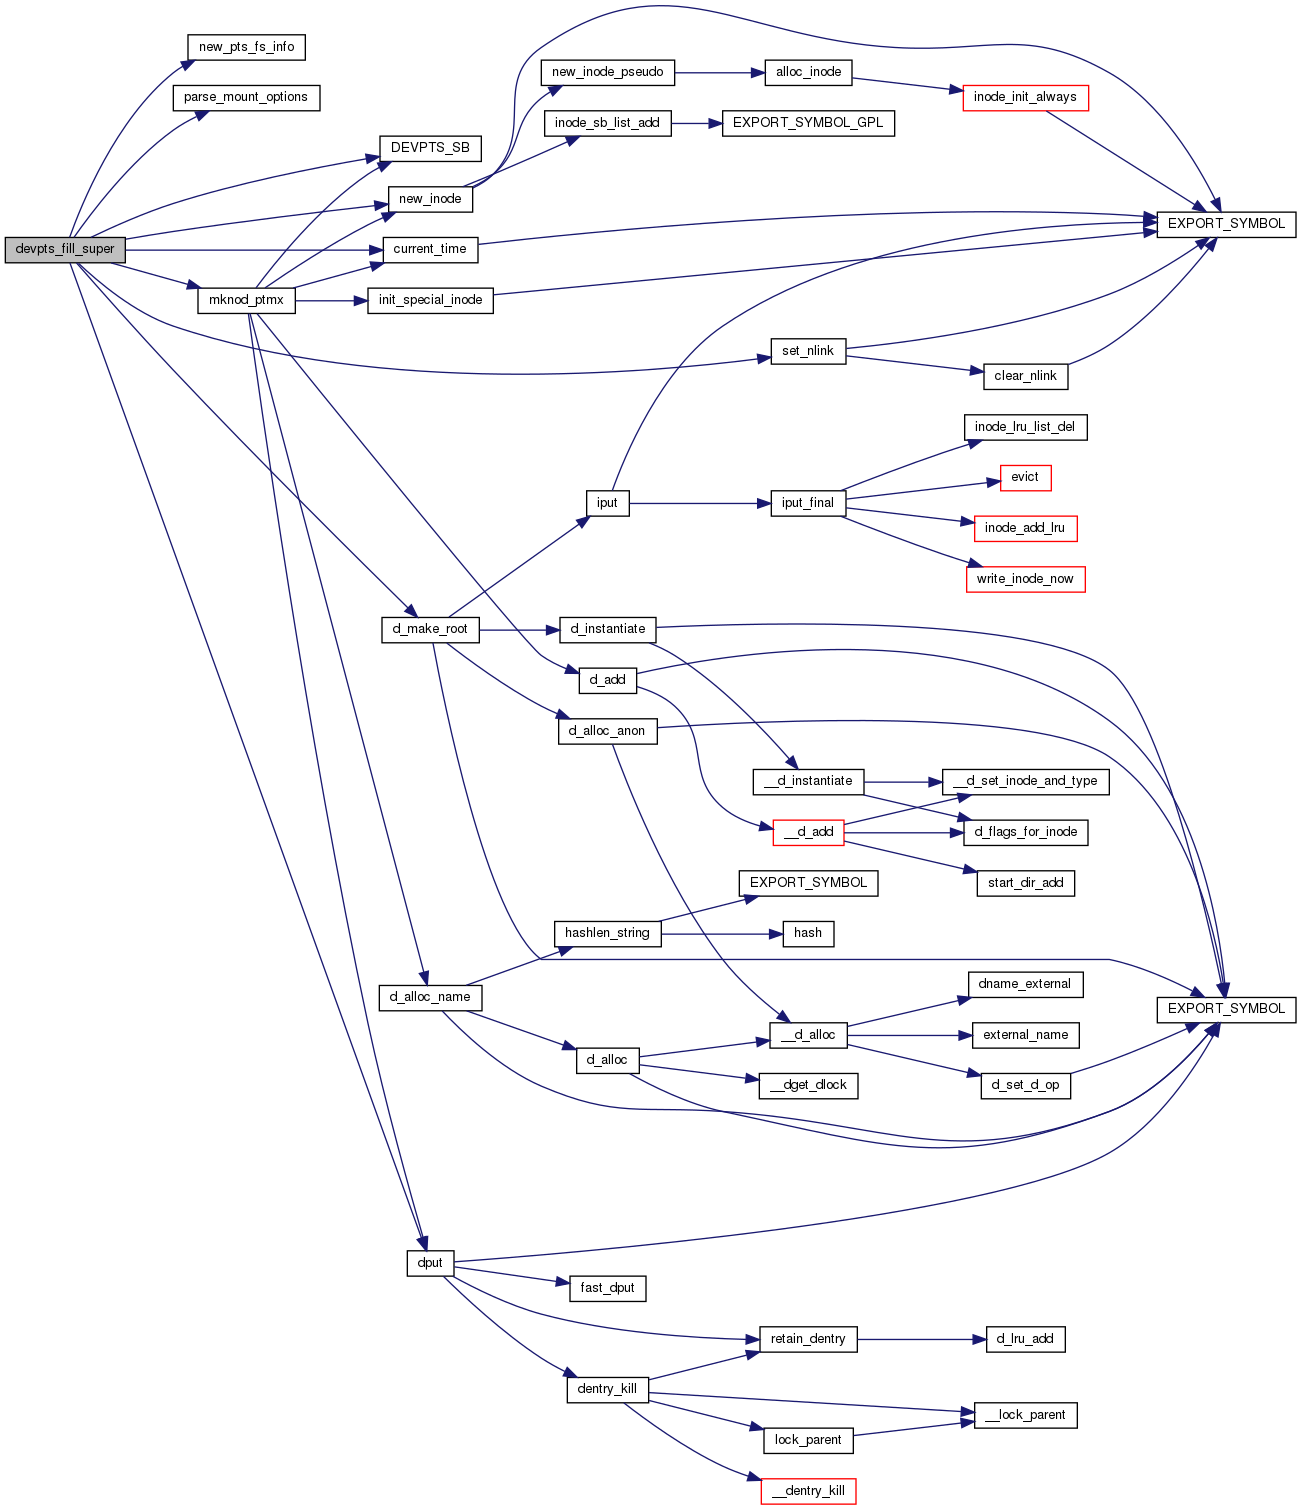 new_pts_fs_info
new_inode_pseudo
alloc_inode
parse_mount_options
inode_init_always
inode_sb_list_add
EXPORT_SYMBOL_GPL
DEVPTS_SB
new_inode
EXPORT_SYMBOL
devpts_fill_super
current_time
mknod_ptmx
init_special_inode
set_nlink
clear_nlink
inode_lru_list_del
evict
iput
iput_final
inode_add_lru
write_inode_now
d_make_root
d_instantiate
d_add
d_alloc_anon
__d_instantiate
__d_set_inode_and_type
__d_add
d_flags_for_inode
EXPORT_SYMBOL
start_dir_add
hashlen_string
hash
dname_external
d_alloc_name
EXPORT_SYMBOL
__d_alloc
external_name
d_alloc
__dget_dlock
d_set_d_op
dput
fast_dput
retain_dentry
d_lru_add
dentry_kill
__lock_parent
lock_parent
__dentry_kill